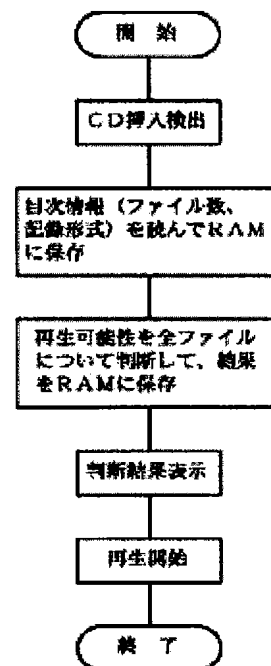 開 始
CD挿入検出
目次情報（ファイル数、
記録形式）を読んでRAM
に保存
再生可能性を全ファイル
について判断して、結果
をRAMに保存
判断結果表示
再生開始
終 了